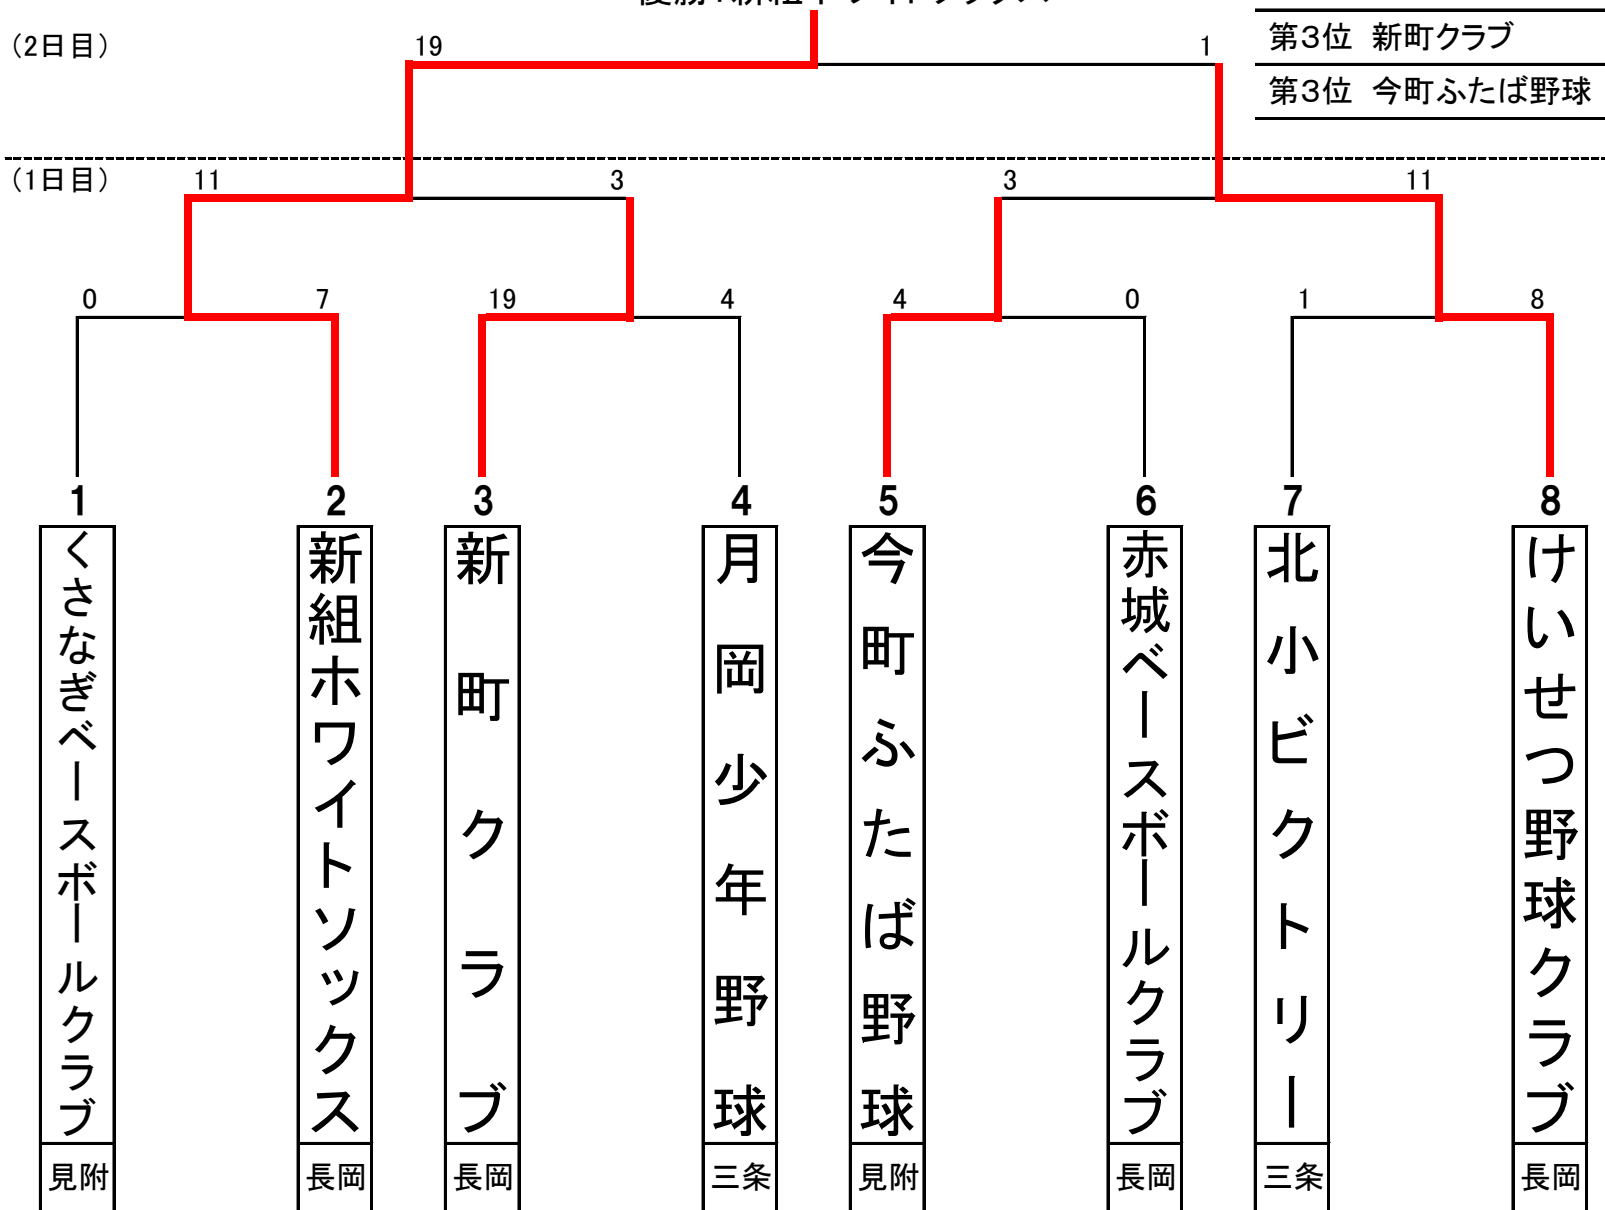 (2日目)
19
1
第3位 新町クラブ
第3位 今町ふたば野球
(1日目)
11
3
3
11
0
7
19
4
4
0
1
8
1
2
3
4
5
6
7
8
くさなぎベースボールクラブ
新組ホワイトソックス
新町クラブ
月岡少年野球
今町ふたば野球
赤城ベースボールクラブ
北小ビクトリー
けいせつ野球クラブ
見附
長岡
長岡
三条
見附
長岡
三条
長岡